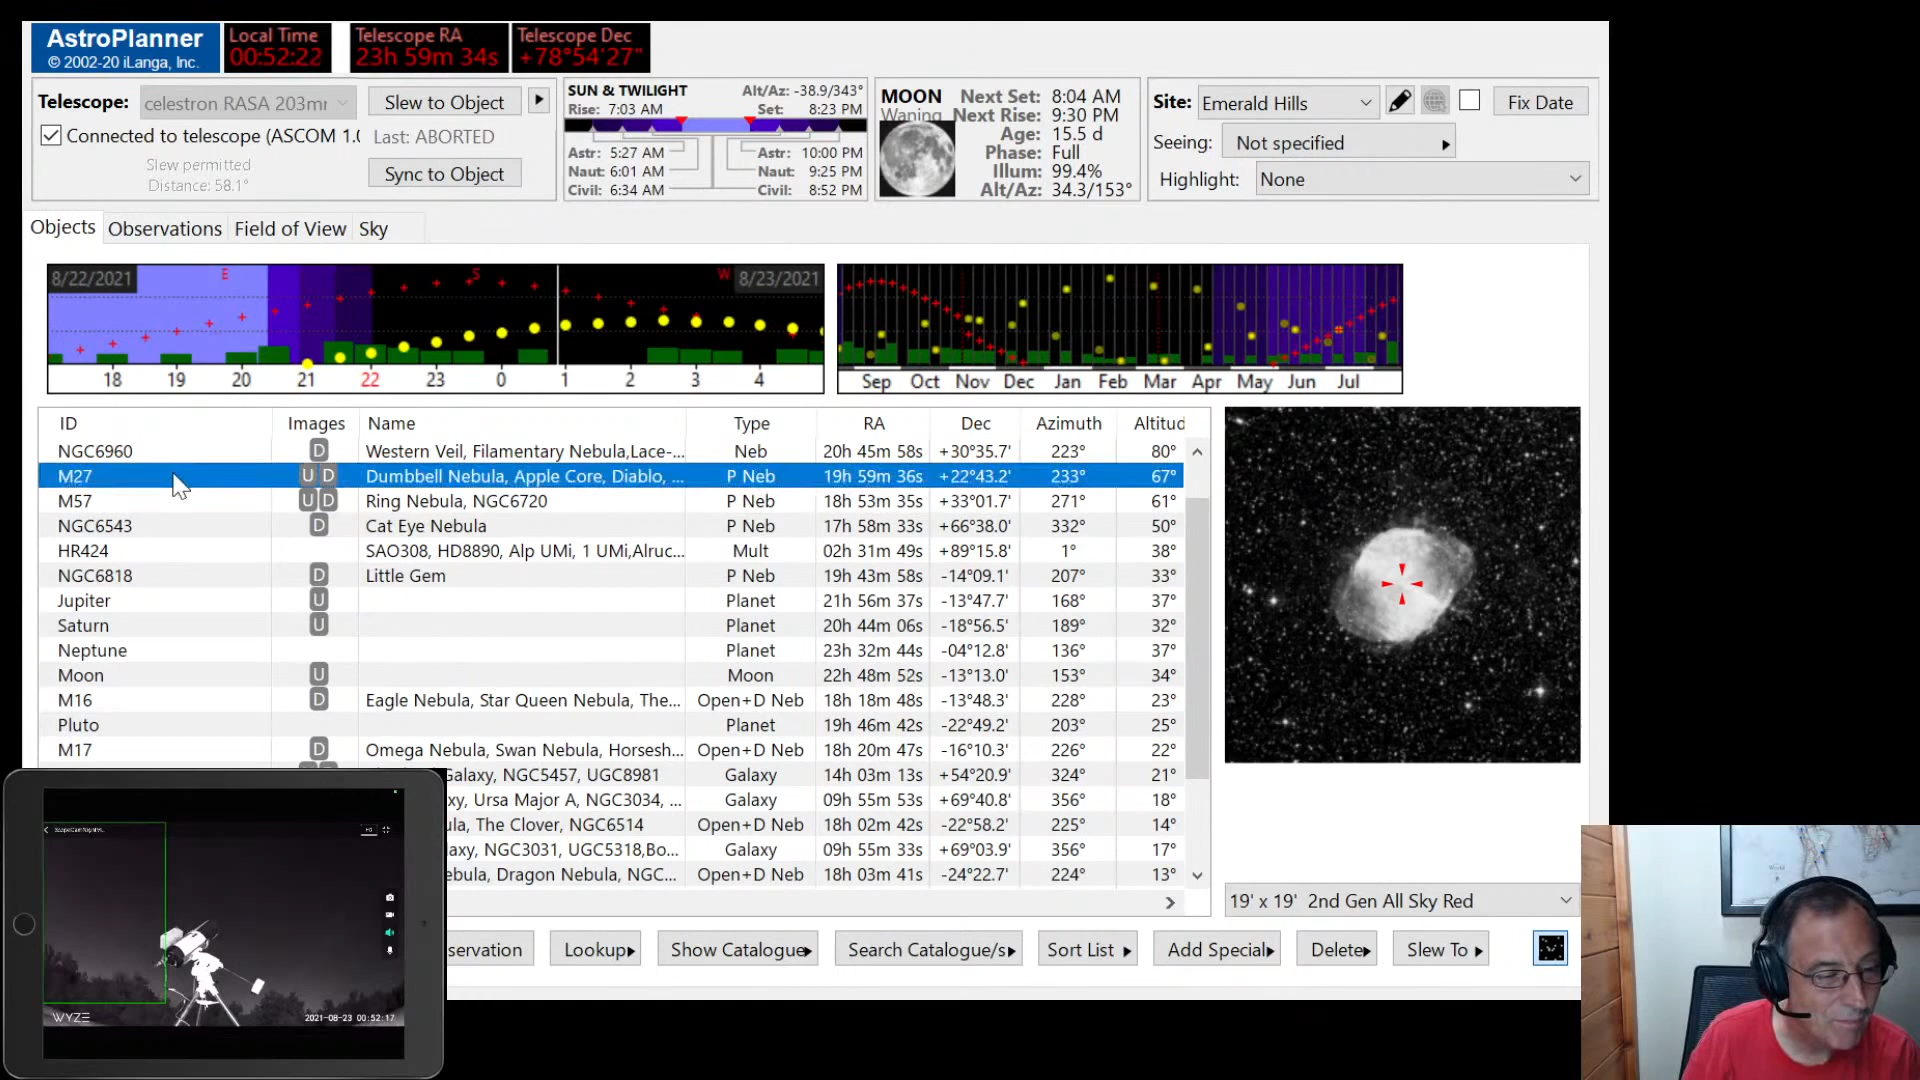 AstroPlanner
© 2002-20 iLanga, Inc.
Local Time
00:52:22
Telescope RA
23h 59m 34s
Telescope Dec
+78°54'27"
Telescope:
celestron RASA 203mr
Slew to Object
Connected to telescope (ASCOM 1.0
Last: ABORTED
Slew permitted
Distance: 58.1°
Sync to Object
SUN & TWILIGHT
Alt/Az: -38.9/343°
Rise: 7:03 AM
Set: 8:23 PM
Astr: 5:27 AM
Astr: 10:00 PM
Naut: 6:01 AM
Naut: 9:25 PM
Civil: 6:34 AM
Civil: 8:52 PM
MOON
Waning
Next Set: 8:04 AM
Next Rise: 9:30 PM
Age: 15.5 d
Phase: Full
Illum: 99.4%
Alt/Az: 34.3/153°
Site: Emerald Hills
Fix Date
Seeing: Not specified
Highlight: None
Objects Observations Field of View Sky
8/22/2021 E S W 8/23/2021
18 19 20 21 22 23 0 1 2 3 4
Sep Oct Nov Dec Jan Feb Mar Apr May Jun Jul
ID Images Name Type RA Dec Azimuth Altitud
NGC6960 D Western Veil, Filamentary Nebula,Lace-... Neb 20h 45m 58s +30°35.7' 223° 80°
M27 U D Dumbbell Nebula, Apple Core, Diablo, ... P Neb 19h 59m 36s +22°43.2' 233° 67°
M57 U D Ring Nebula, NGC6720 P Neb 18h 53m 35s +33°01.7' 271° 61°
NGC6543 D Cat Eye Nebula P Neb 17h 58m 33s +66°38.0' 332° 50°
HR424 SAO308, HD8890, Alp UMi, 1 UMi,Alruc... Mult 02h 31m 49s +89°15.8' 1° 38°
NGC6818 D Little Gem P Neb 19h 43m 58s -14°09.1' 207° 33°
Jupiter U Planet 21h 56m 37s -13°47.7' 168° 37°
Saturn U Planet 20h 44m 06s -18°56.5' 189° 32°
Neptune Planet 23h 32m 44s -04°12.8' 136° 37°
Moon U Moon 22h 48m 52s -13°13.0' 153° 34°
M16 D Eagle Nebula, Star Queen Nebula, The... Open+D Neb 18h 18m 48s -13°48.3' 228° 23°
Pluto Planet 19h 46m 42s -22°49.2' 203° 25°
M17 D Omega Nebula, Swan Nebula, Horsesh... Open+D Neb 18h 20m 47s -16°10.3' 226° 22°
Galaxy, NGC5457, UGC8981 Galaxy 14h 03m 13s +54°20.9' 324° 21°
xy, Ursa Major A, NGC3034, ... Galaxy 09h 55m 53s +69°40.8' 356° 18°
ula, The Clover, NGC6514 Open+D Neb 18h 02m 42s -22°58.2' 225° 14°
laxy, NGC3031, UGC5318,Bo... Galaxy 09h 55m 33s +69°03.9' 356° 17°
ebula, Dragon Nebula, NGC... Open+D Neb 18h 03m 41s -24°22.7' 224° 13°
19' x 19' 2nd Gen All Sky Red
servation
Lookup
Show Catalogue
Search Catalogue/s
Sort List
Add Special
Delete
Slew To
WYZE
2021-08-23 00:52:17